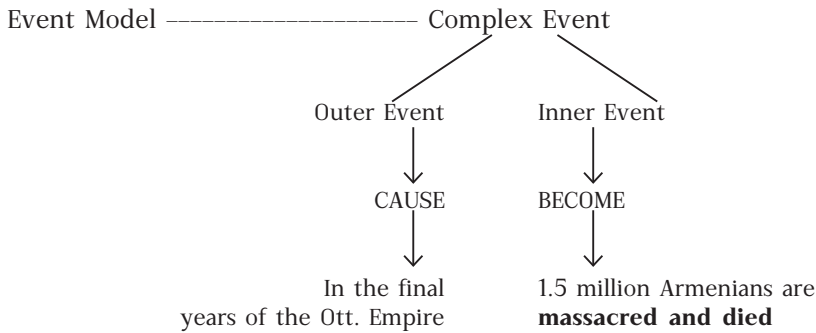 Event Model Complex Event
Outer Event Inner Event
CAUSE BECOME
In the final
years of the Ott. Empire
1.5 million Armenians are
massacred and died